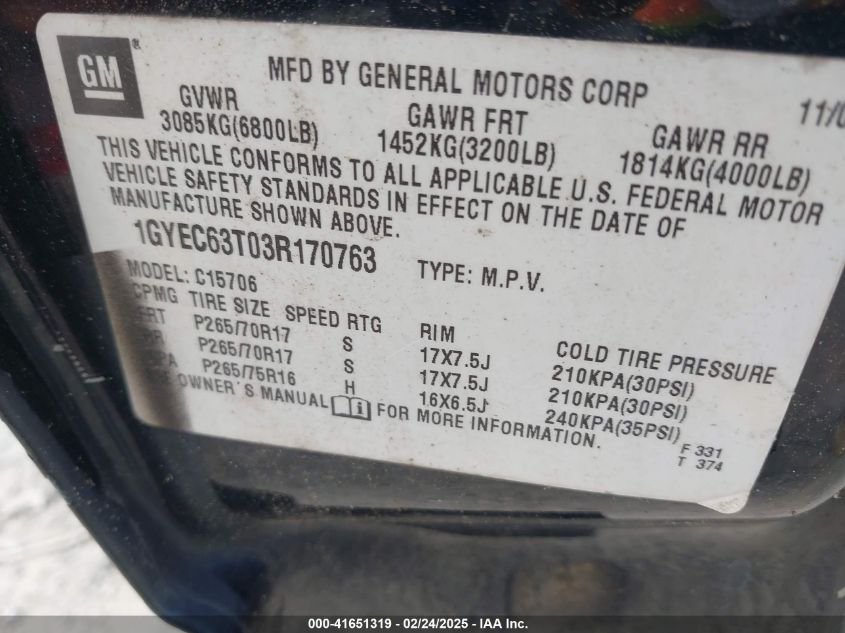 GM ®
MFD BY GENERAL MOTORS CORP
11/0
GVWR GAWR FRT GAWR RR
3085KG(6800LB) 1452KG(3200LB) 1814KG(4000LB)
THIS VEHICLE CONFORMS TO ALL APPLICABLE U.S. FEDERAL MOTOR
VEHICLE SAFETY STANDARDS IN EFFECT ON THE DATE OF
MANUFACTURE SHOWN ABOVE.
1GYEC63T03R170763 TYPE: M.P.V.
MODEL: C15706
CPMG TIRE SIZE SPEED RTG RIM COLD TIRE PRESSURE
FRT P265/70R17 S 17X7.5J 210KPA(30PSI)
P265/70R17 S 17X7.5J 210KPA(30PSI)
SPA P265/75R16 H 16X6.5J 240KPA(35PSI)
OWNER'S MANUAL FOR MORE INFORMATION.
F 331
T 374
000-41651319 / 02/24/2025 - Copyright IAA